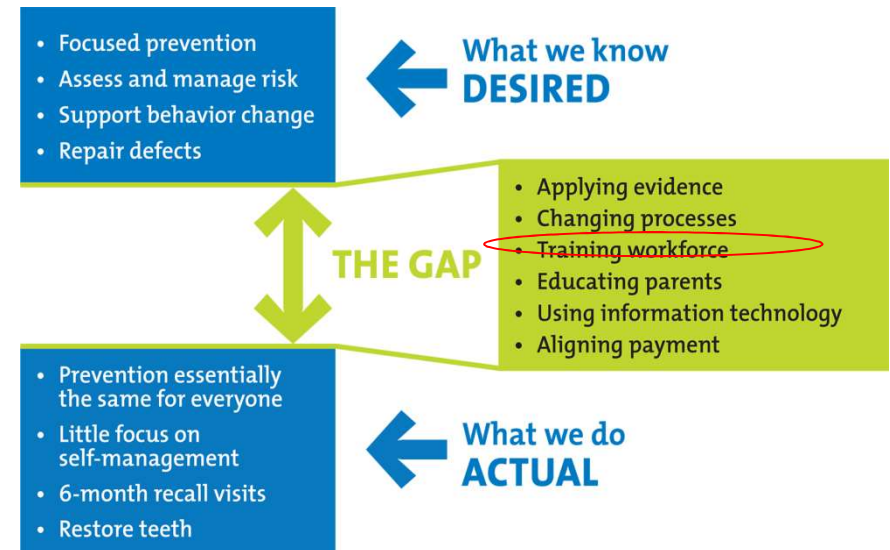 • Focused prevention
• Assess and manage risk
• Support behavior change
• Repair defects
What we know
DESIRED
THE GAP
• Applying evidence
• Changing processes
• Training workforce
• Educating parents
• Using information technology
• Aligning payment
• Prevention essentially
the same for everyone
• Little focus on
self-management
• 6-month recall visits
• Restore teeth
What we do
ACTUAL